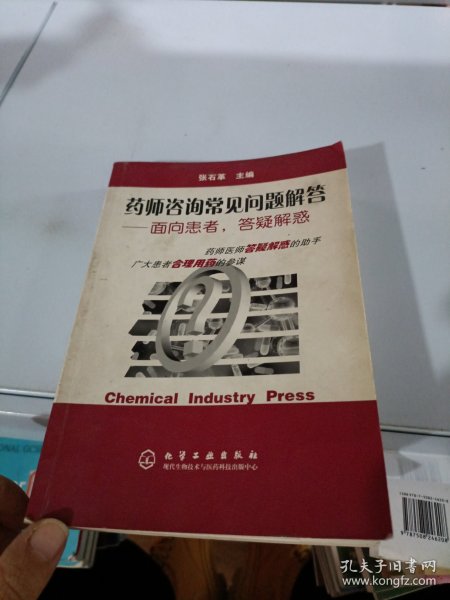 张石革 主编
药师咨询常见问题解答
——面向患者，答疑解惑
药师医师答疑解惑的助手
广大患者合理用药的参谋
Chemical Industry Press
化学工业出版社
现代生物技术与医药科技出版中心
9787508246208
孔夫子旧书网
www.kongfz.com